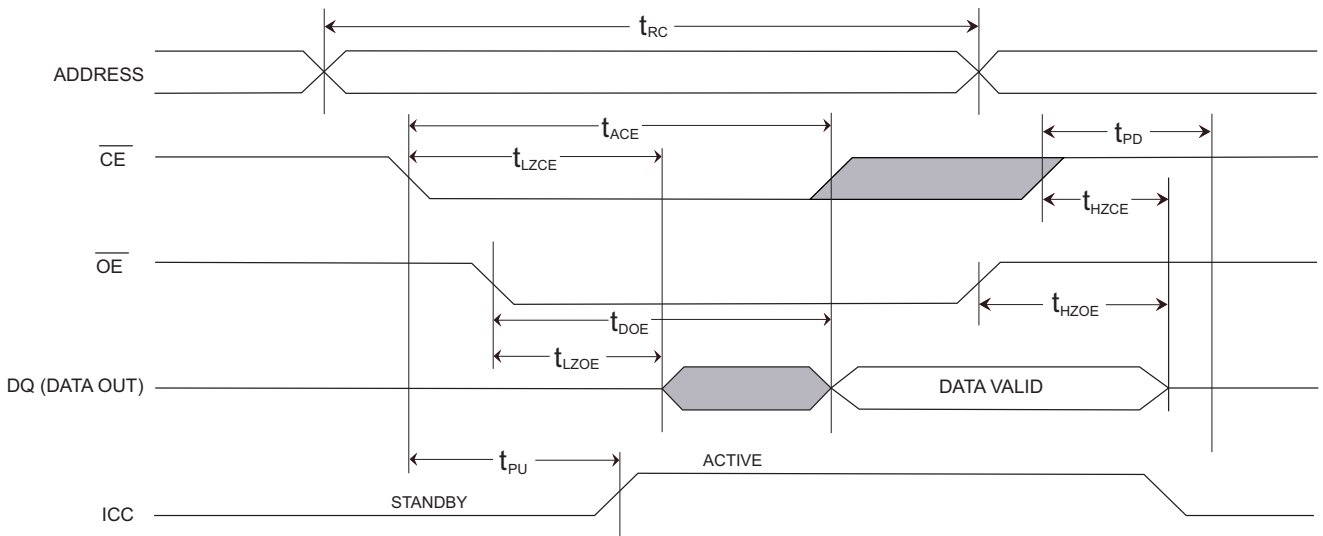 tRC
ADDRESS
tACE
tPD
CE
tLZCE
tHZCE
OE
tHZOE
tDOE
tLZOE
DQ (DATA OUT)
DATA VALID
tPU
ACTIVE
STANDBY
ICC